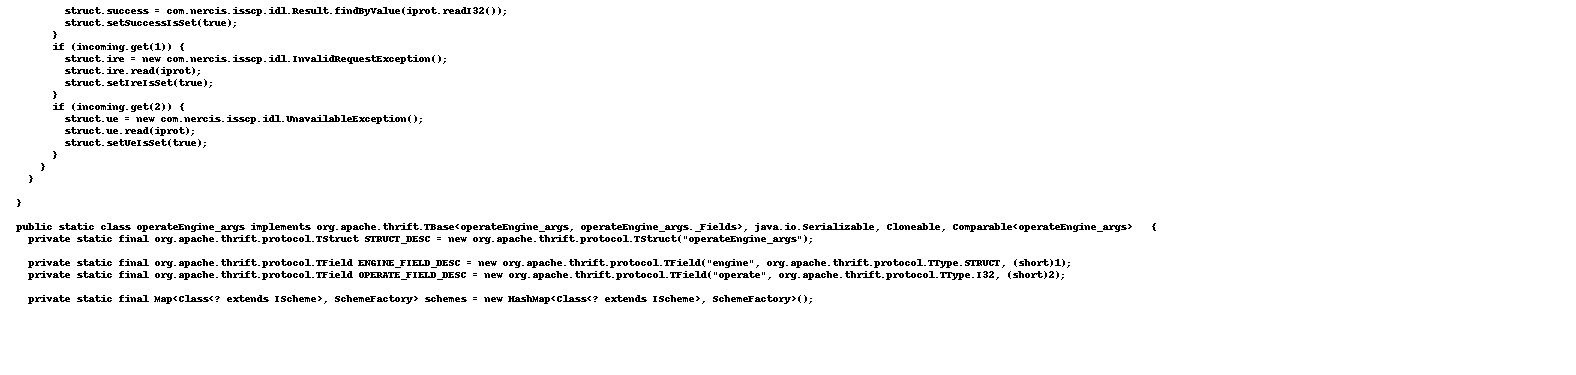 struct.success = com.nercis.isscp.idl.Result.findByValue(iprot.readI32());
struct.setSuccessIsSet(true);
}
if (incoming.get(1)) {
struct.ire = new com.nercis.isscp.idl.InvalidRequestException();
struct.ire.read(iprot);
struct.setIreIsSet(true);
}
if (incoming.get(2)) {
struct.ue = new com.nercis.isscp.idl.UnavailableException();
struct.ue.read(iprot);
struct.setUeIsSet(true);
}
}
}
}
public static class operateEngine_args implements org.apache.thrift.TBase<operateEngine_args, operateEngine_args._Fields>, java.io.Serializable, Cloneable, Comparable<operateEngine_args>   {
private static final org.apache.thrift.protocol.TStruct STRUCT_DESC = new org.apache.thrift.protocol.TStruct("operateEngine_args");
private static final org.apache.thrift.protocol.TField ENGINE_FIELD_DESC = new org.apache.thrift.protocol.TField("engine", org.apache.thrift.protocol.TType.STRUCT, (short)1);
private static final org.apache.thrift.protocol.TField OPERATE_FIELD_DESC = new org.apache.thrift.protocol.TField("operate", org.apache.thrift.protocol.TType.I32, (short)2);
private static final Map<Class<? extends IScheme>, SchemeFactory> schemes = new HashMap<Class<? extends IScheme>, SchemeFactory>();